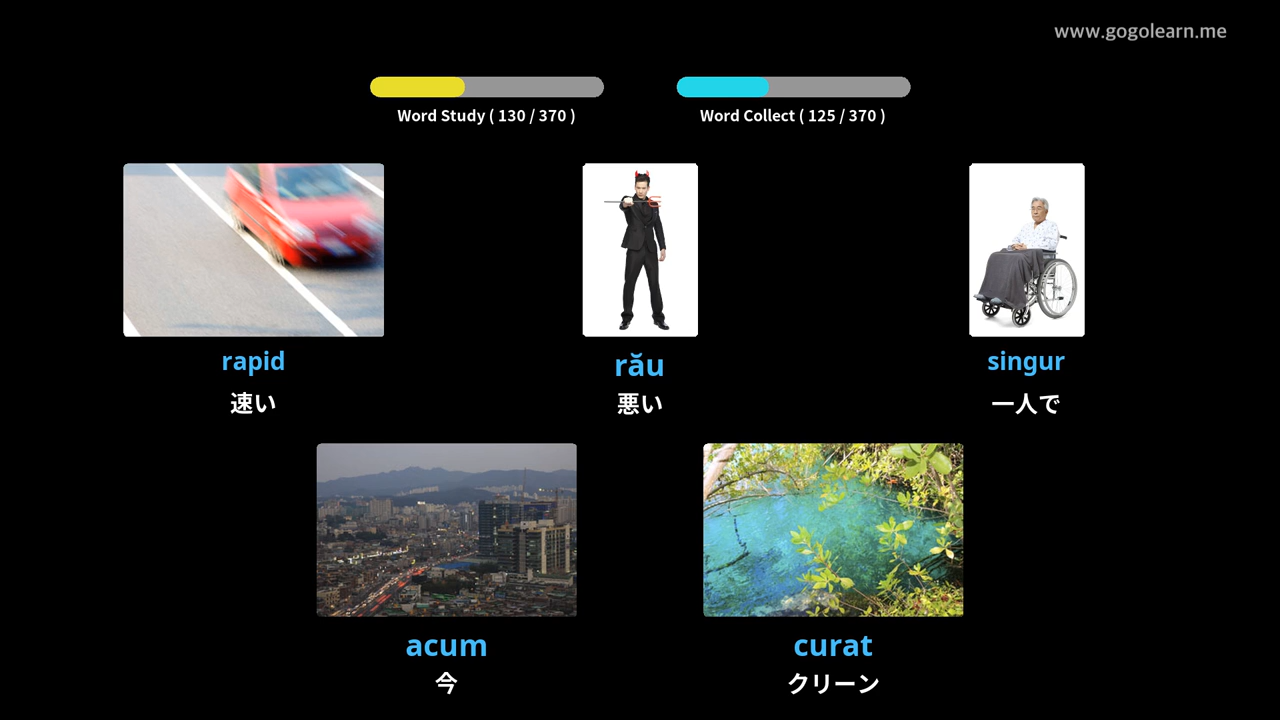 www.gogolearn.me
Word Study ( 130 / 370 )
Word Collect ( 125 / 370 )
rapid
速い
rău
悪い
singur
一人で
acum
今
curat
クリーン